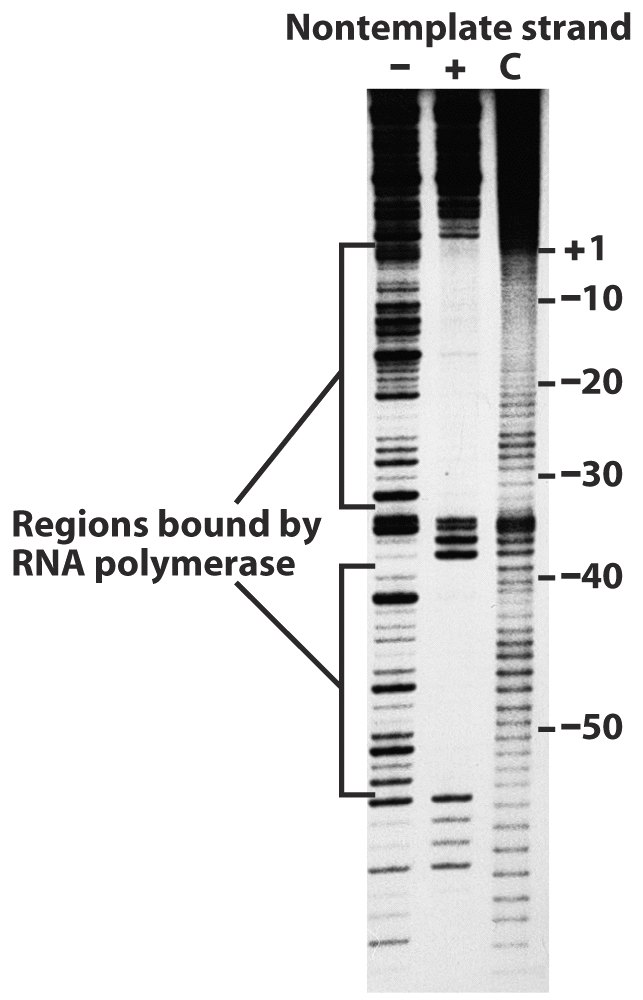 Nontemplate strand
− + C
+1
−10
−20
−30
Regions bound by
RNA polymerase
−40
−50